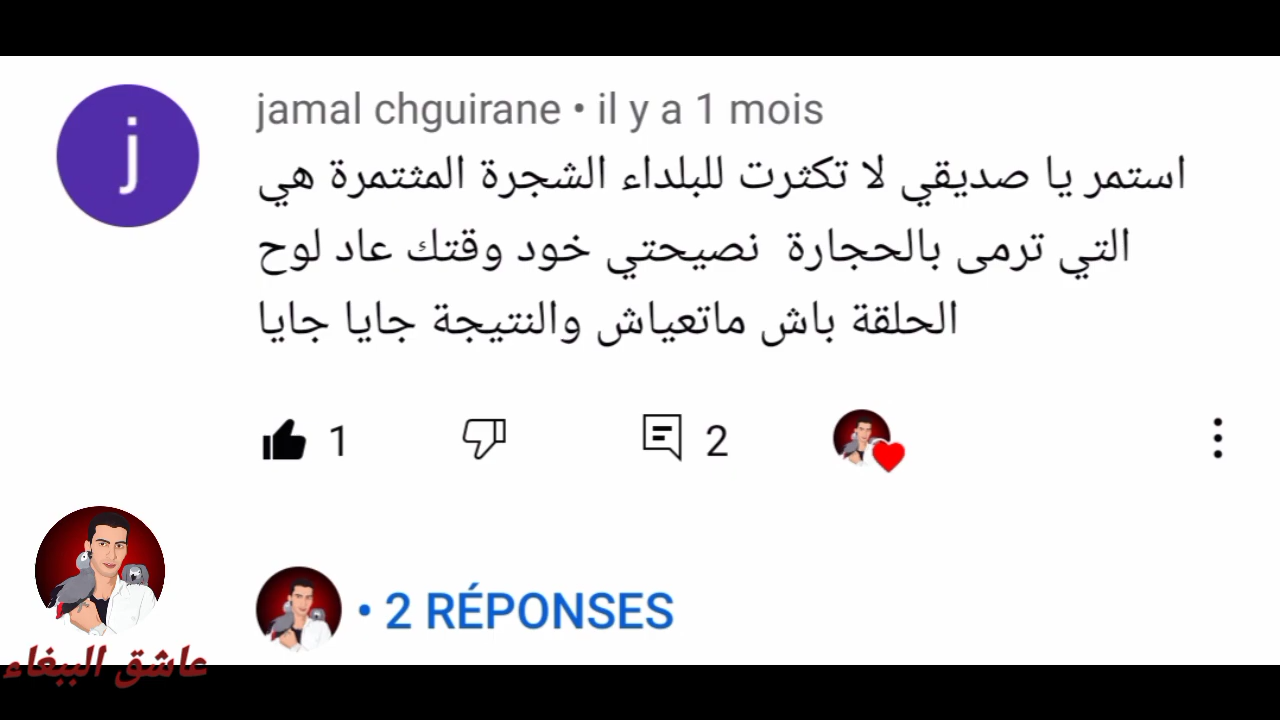 jamal chguirane • il y a 1 mois
استمر يا صديقي لا تكثرت للبلداء الشجرة المثتمرة هي
التي ترمى بالحجارة  نصيحتي خود وقتك عاد لوح
الحلقة باش ماتعياش والنتيجة جايا جايا
1
2
• 2 RÉPONSES
عاشق الببغاء
j